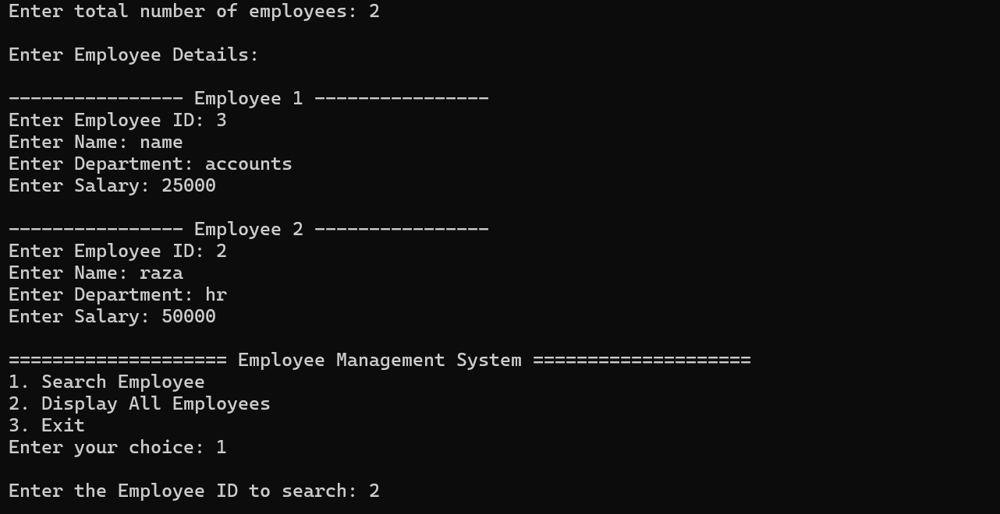 Enter total number of employees: 2
Enter Employee Details:
---------------- Employee 1 ----------------
Enter Employee ID: 3
Enter Name: name
Enter Department: accounts
Enter Salary: 25000
---------------- Employee 2 ----------------
Enter Employee ID: 2
Enter Name: raza
Enter Department: hr
Enter Salary: 50000
==================== Employee Management System ====================
1. Search Employee
2. Display All Employees
3. Exit
Enter your choice: 1
Enter the Employee ID to search: 2